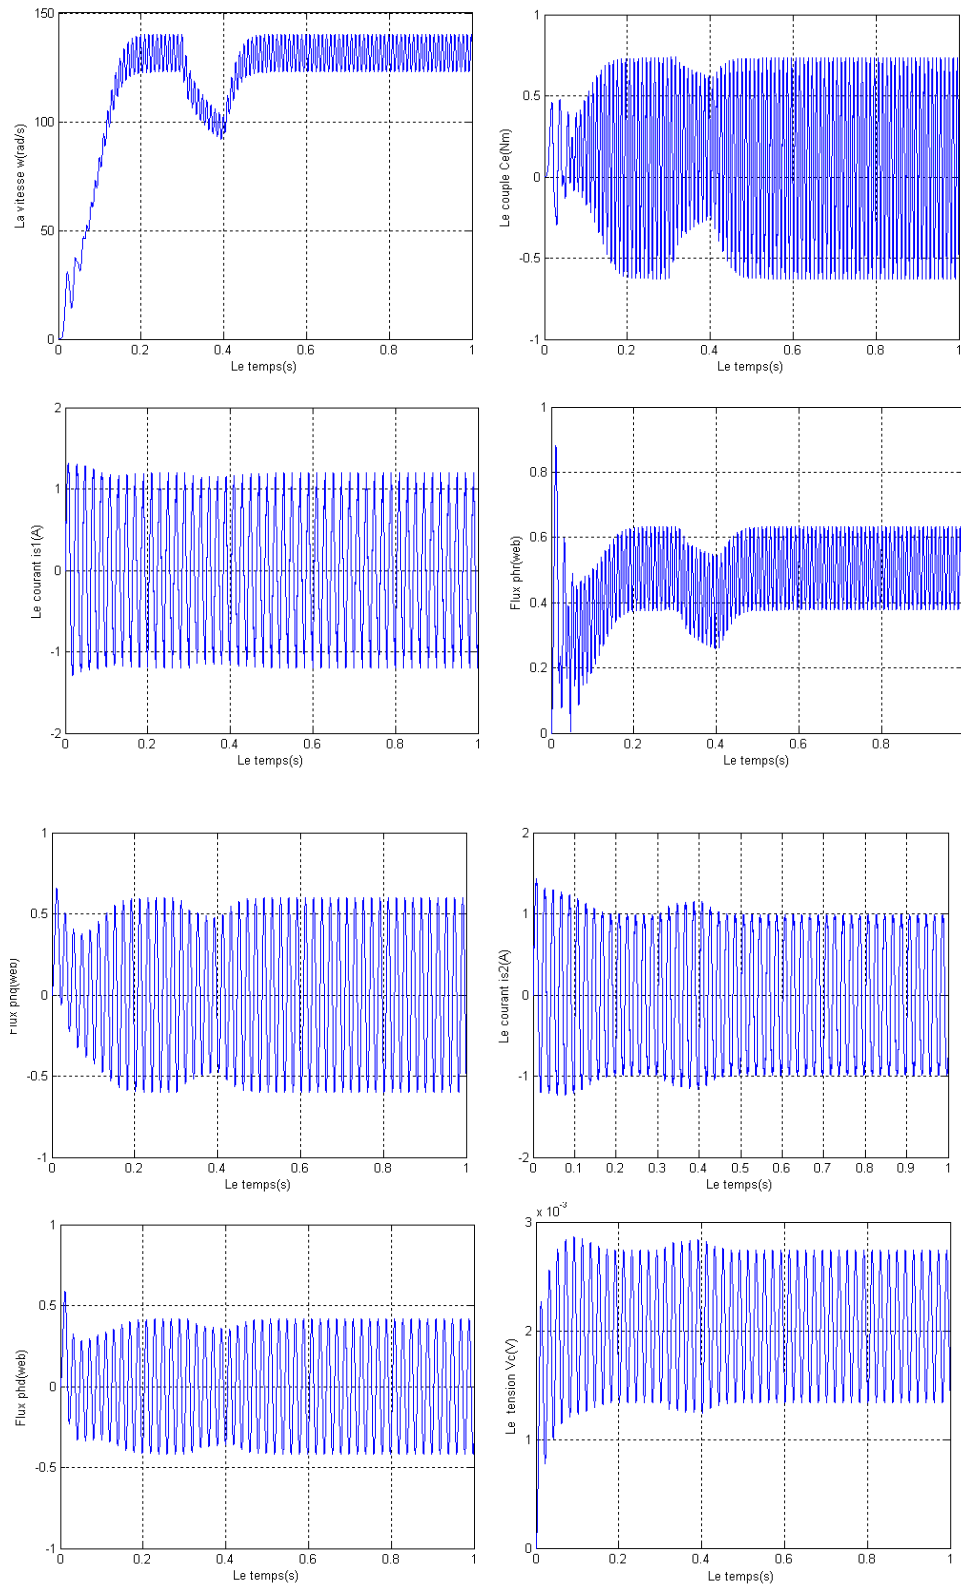 150
100
50
0
La vitesse w(rad/s)
0 0.2 0.4 0.6 0.8 1
Le temps(s)
1
0.5
0
-0.5
-1
Le couple Ce(Nm)
0 0.2 0.4 0.6 0.8 1
Le temps(s)
2
1
0
-1
-2
Le courant is1(A)
0 0.2 0.4 0.6 0.8 1
Le temps(s)
1
0.8
0.6
0.4
0.2
0
Flux phr(web)
0 0.2 0.4 0.6 0.8
Le temps(s)
1
0.5
0
-0.5
-1
Flux phq(web)
0 0.2 0.4 0.6 0.8 1
Le temps(s)
2
1
0
-1
-2
Le courant is2(A)
0 0.1 0.2 0.3 0.4 0.5 0.6 0.7 0.8 0.9 1
Le temps(s)
1
0.5
0
-0.5
-1
Flux phd(web)
0 0.2 0.4 0.6 0.8 1
Le temps(s)
x 10⁻³
3
2
1
0
Le tension Vc(V)
0 0.2 0.4 0.6 0.8 1
Le temps(s)